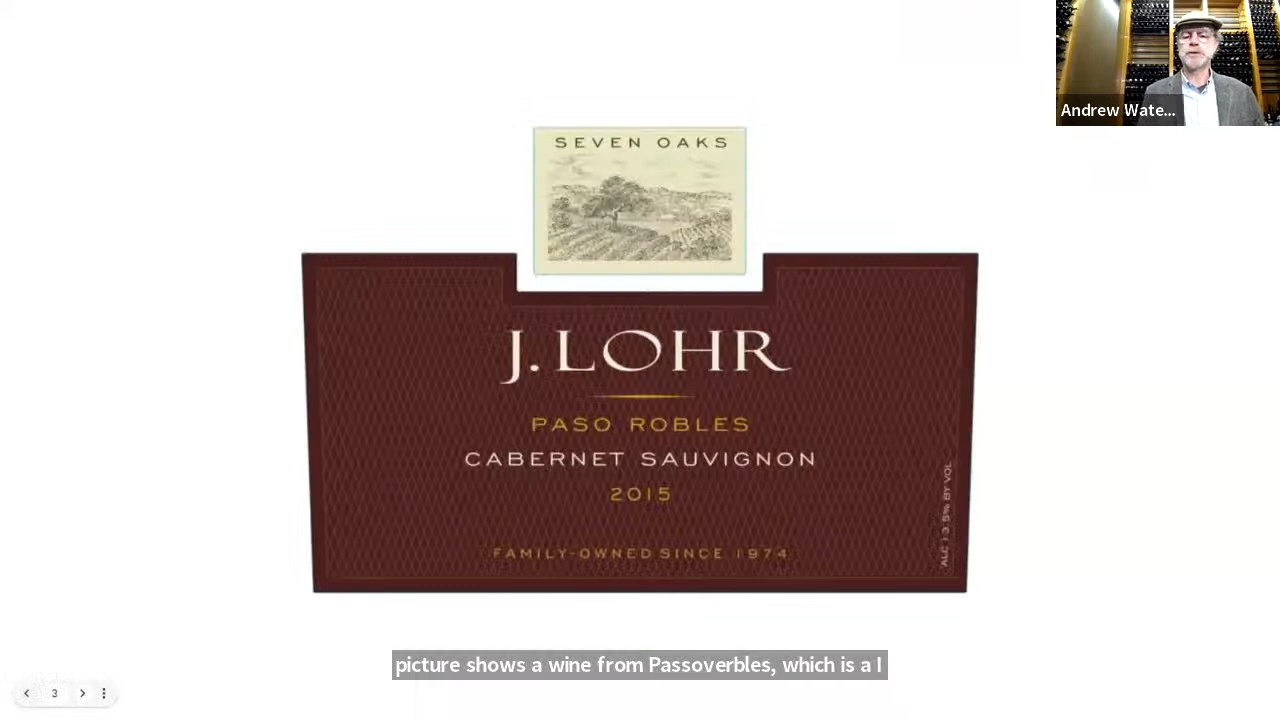 Andrew Wate...
SEVEN OAKS
J. LOHR
PASO ROBLES
CABERNET SAUVIGNON
2015
FAMILY-OWNED SINCE 1974
ALC 13.5% BY VOL
picture shows a wine from Passoverbles, which is a l
3